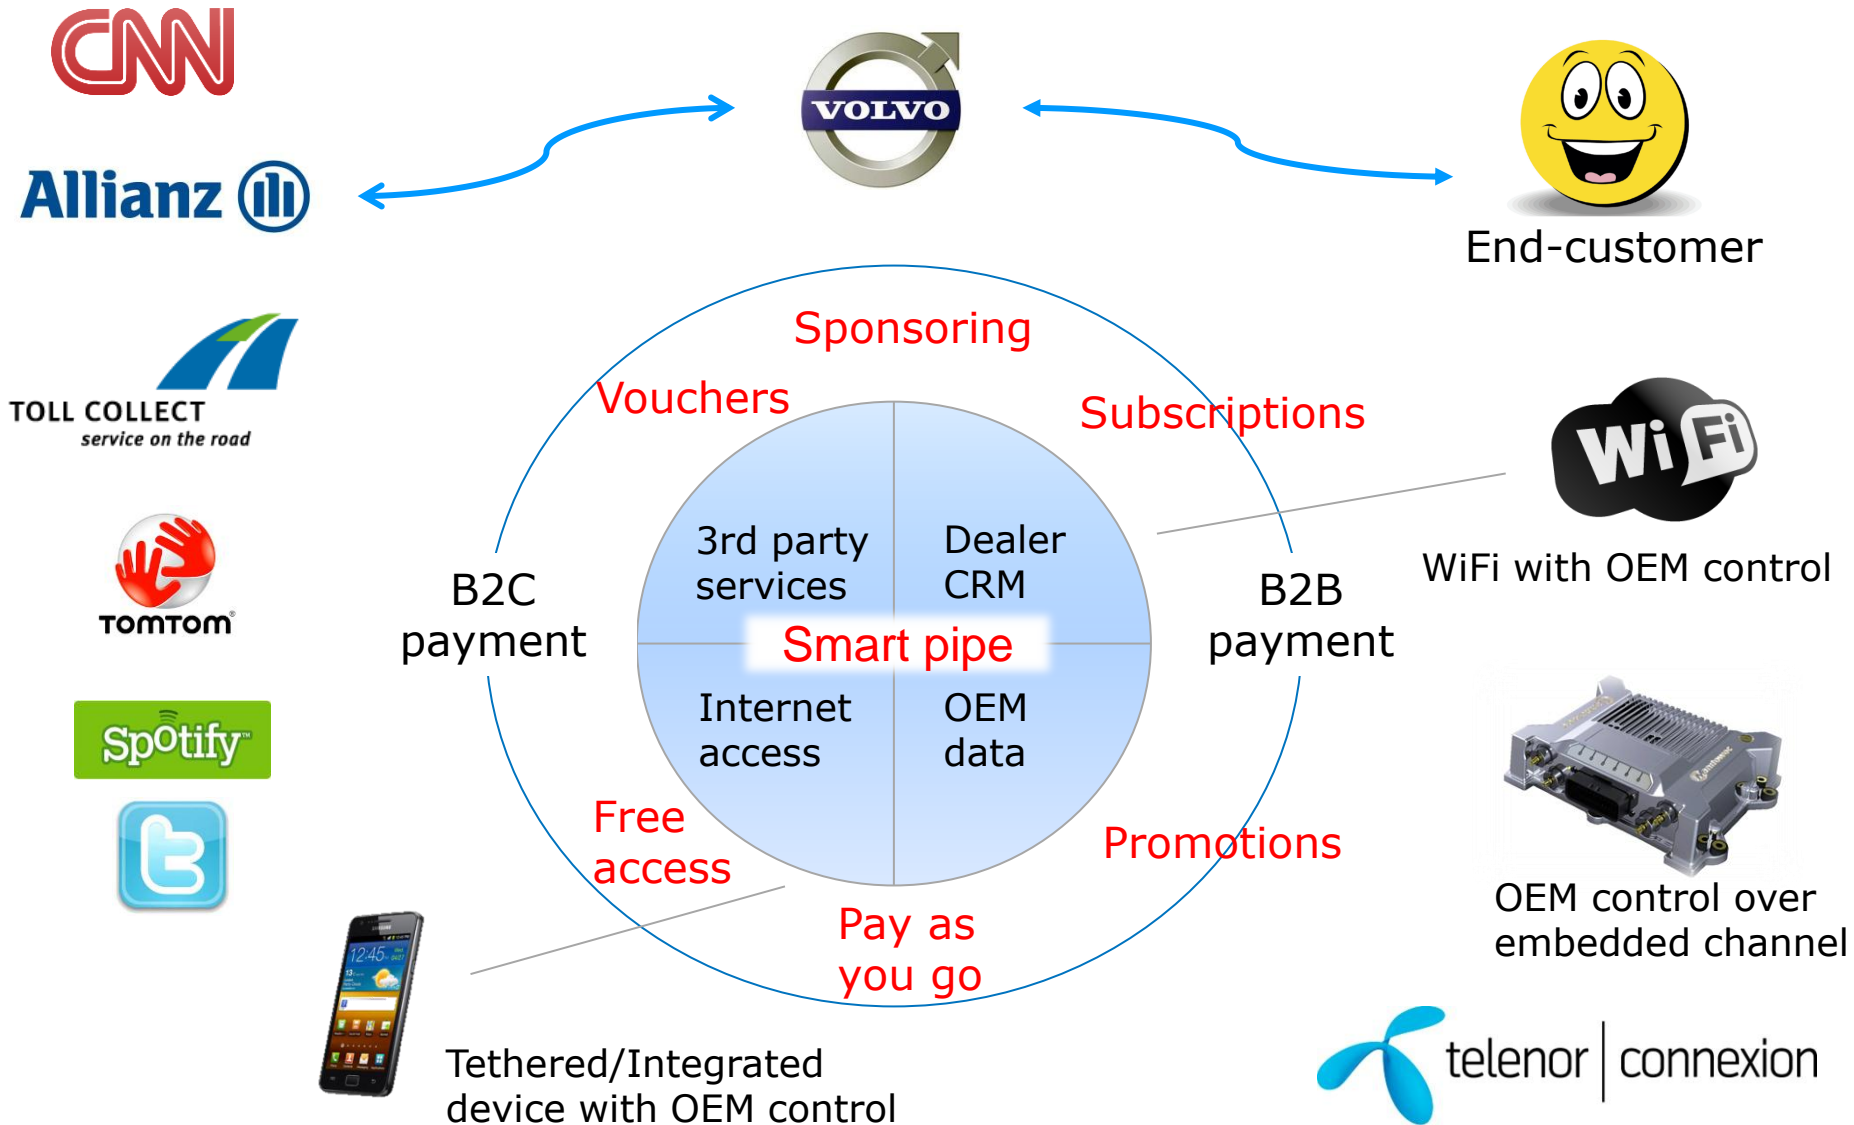 CNN
VOLVO
Allianz
End-customer
Sponsoring
Vouchers
Subscriptions
TOLL COLLECT
service on the road
WiFi
3rd party
services
Dealer
CRM
WiFi with OEM control
TOMTOM®
B2C
payment
B2B
payment
Smart pipe
Internet
access
OEM
data
Spotify™
t
Free
access
Promotions
OEM control over
embedded channel
Pay as
you go
SAMSUNG
12:45
Tethered/Integrated
device with OEM control
telenor | connexion